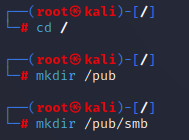 ┌──(root㉿kali)-[/]
└─# cd /
┌──(root㉿kali)-[/]
└─# mkdir /pub
┌──(root㉿kali)-[/]
└─# mkdir /pub/smb